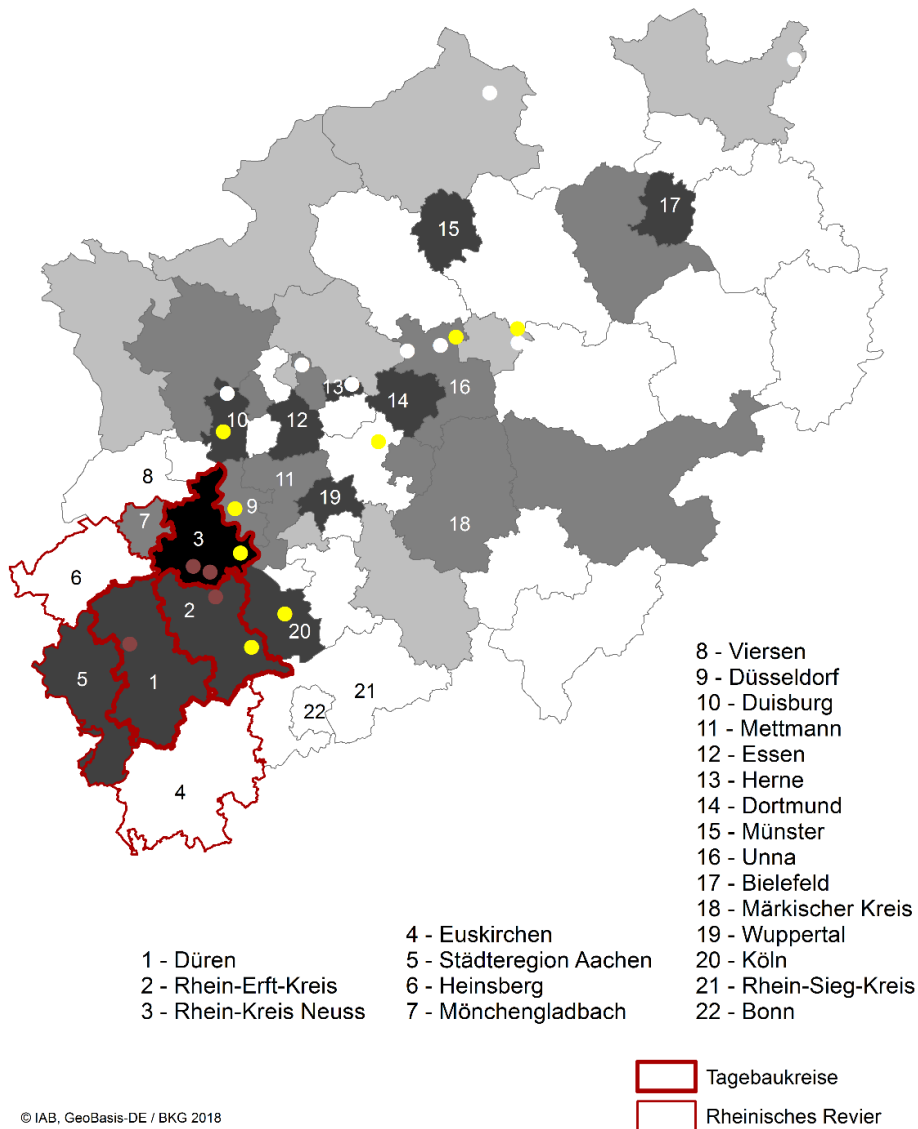 15
17
13
10
12
14
16
8
11
19
9
7
3
18
6
2
20
5
1
21
22
4
8 - Viersen
9 - Düsseldorf
10 - Duisburg
11 - Mettmann
12 - Essen
13 - Herne
14 - Dortmund
15 - Münster
16 - Unna
17 - Bielefeld
18 - Märkischer Kreis
19 - Wuppertal
20 - Köln
21 - Rhein-Sieg-Kreis
22 - Bonn
4 - Euskirchen
5 - Städteregion Aachen
6 - Heinsberg
7 - Mönchengladbach
1 - Düren
2 - Rhein-Erft-Kreis
3 - Rhein-Kreis Neuss
Tagebaukreise
Rheinisches Revier
© IAB, GeoBasis-DE / BKG 2018